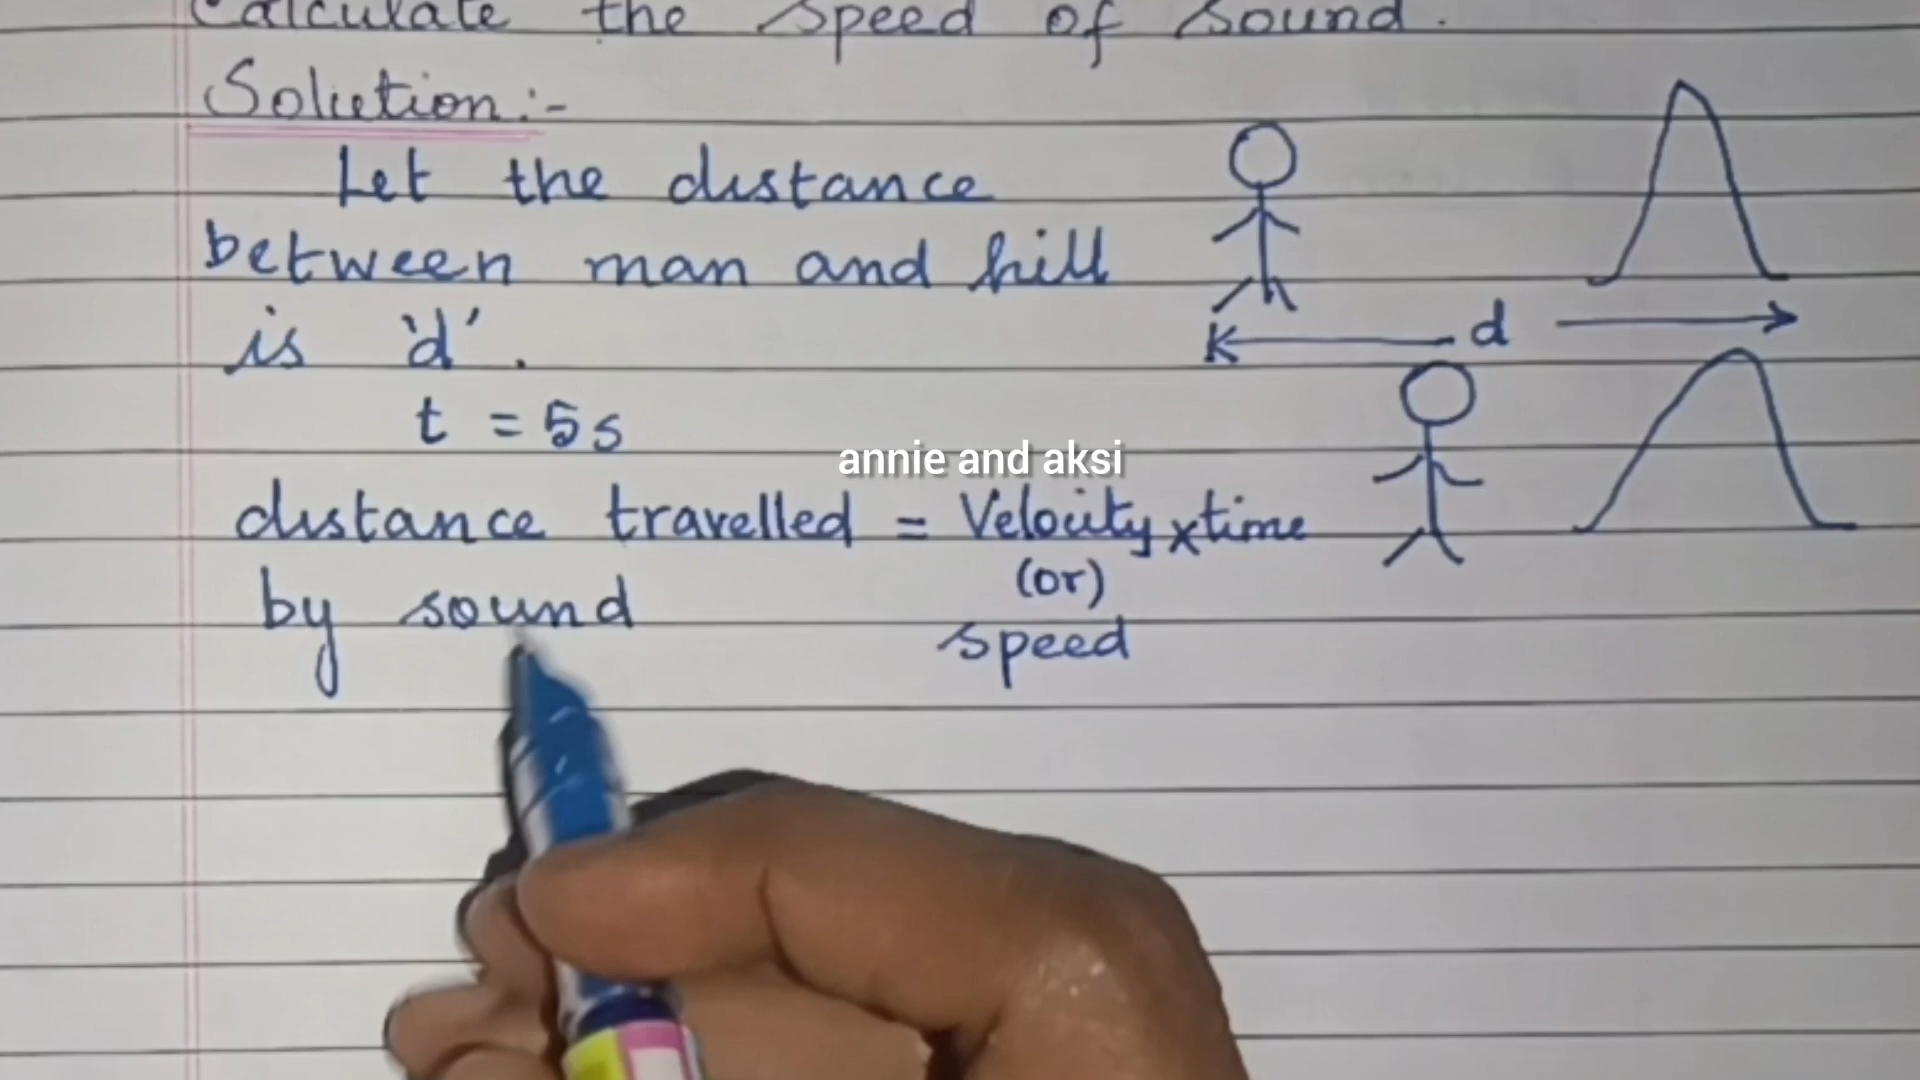 Calculate the speed of sound.
Solution:-
Let the distance
between man and hill
is 'd'.
d
t = 5s
annie and aksi
distance travelled = Velocity x time
by sound
(or)
speed